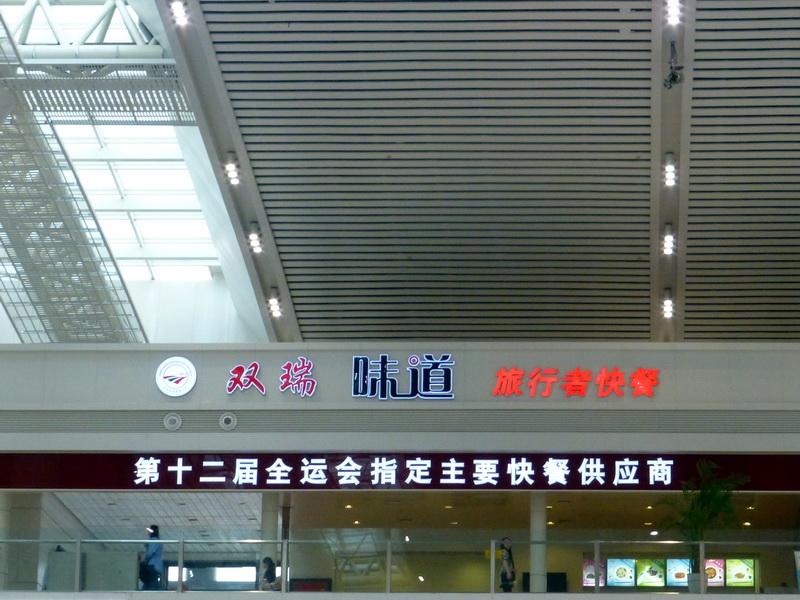 双瑞 味道 旅行者快餐
第十二届全运会指定主要快餐供应商